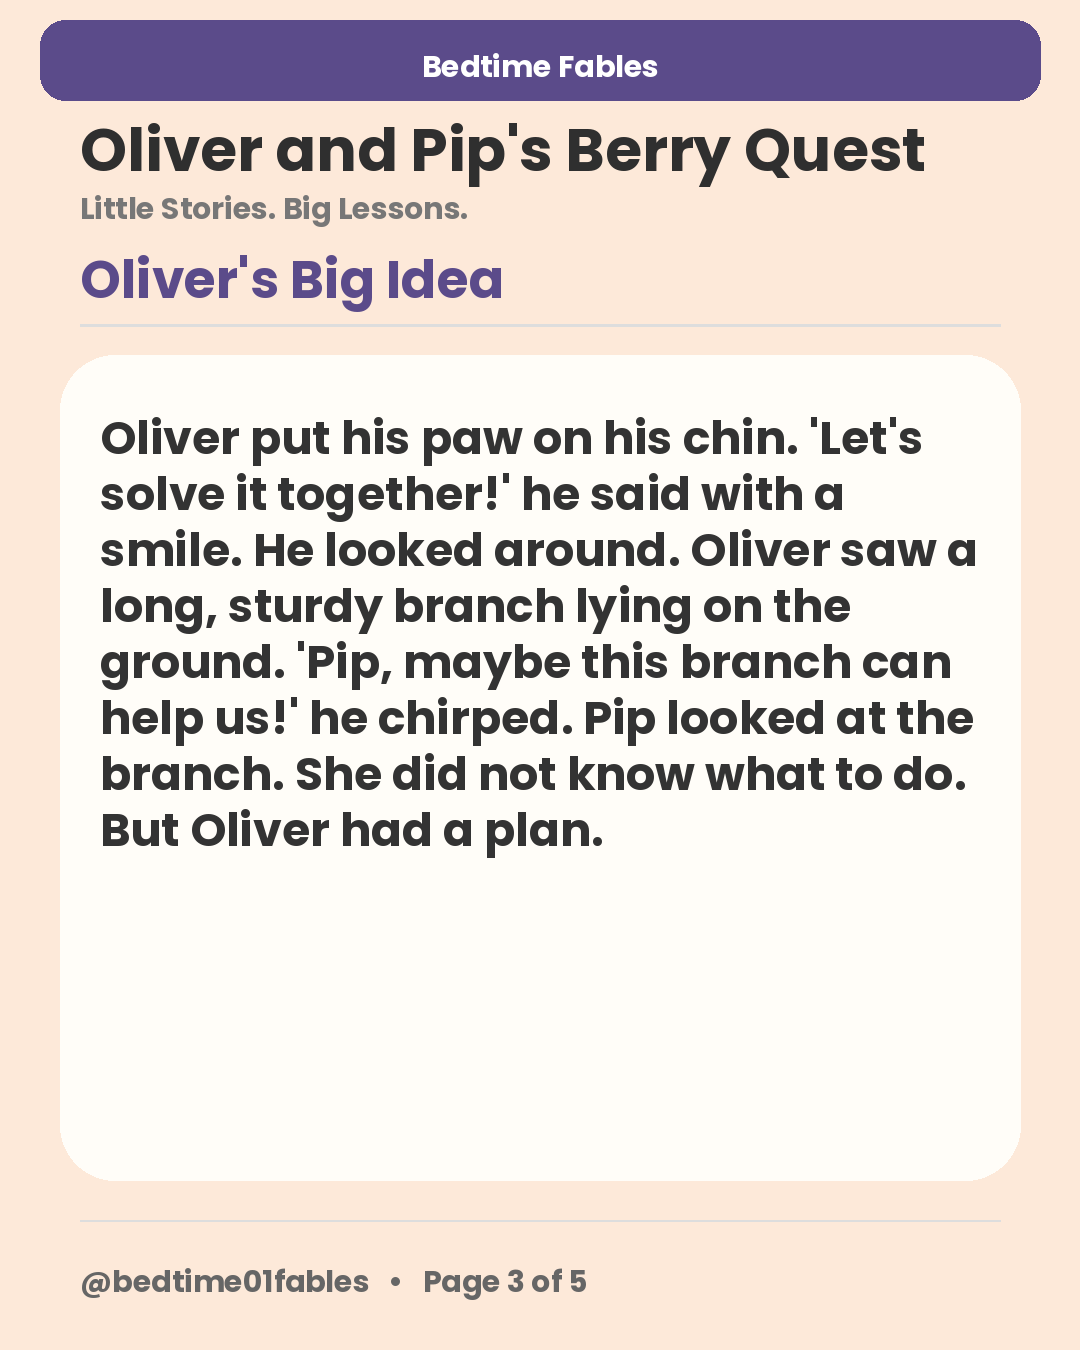 Bedtime Fables
Oliver and Pip's Berry Quest
Little Stories. Big Lessons.
Oliver's Big Idea
Oliver put his paw on his chin. 'Let's
solve it together!' he said with a
smile. He looked around. Oliver saw a
long, sturdy branch lying on the
ground. 'Pip, maybe this branch can
help us!' he chirped. Pip looked at the
branch. She did not know what to do.
But Oliver had a plan.
@bedtime01fables • Page 3 of 5